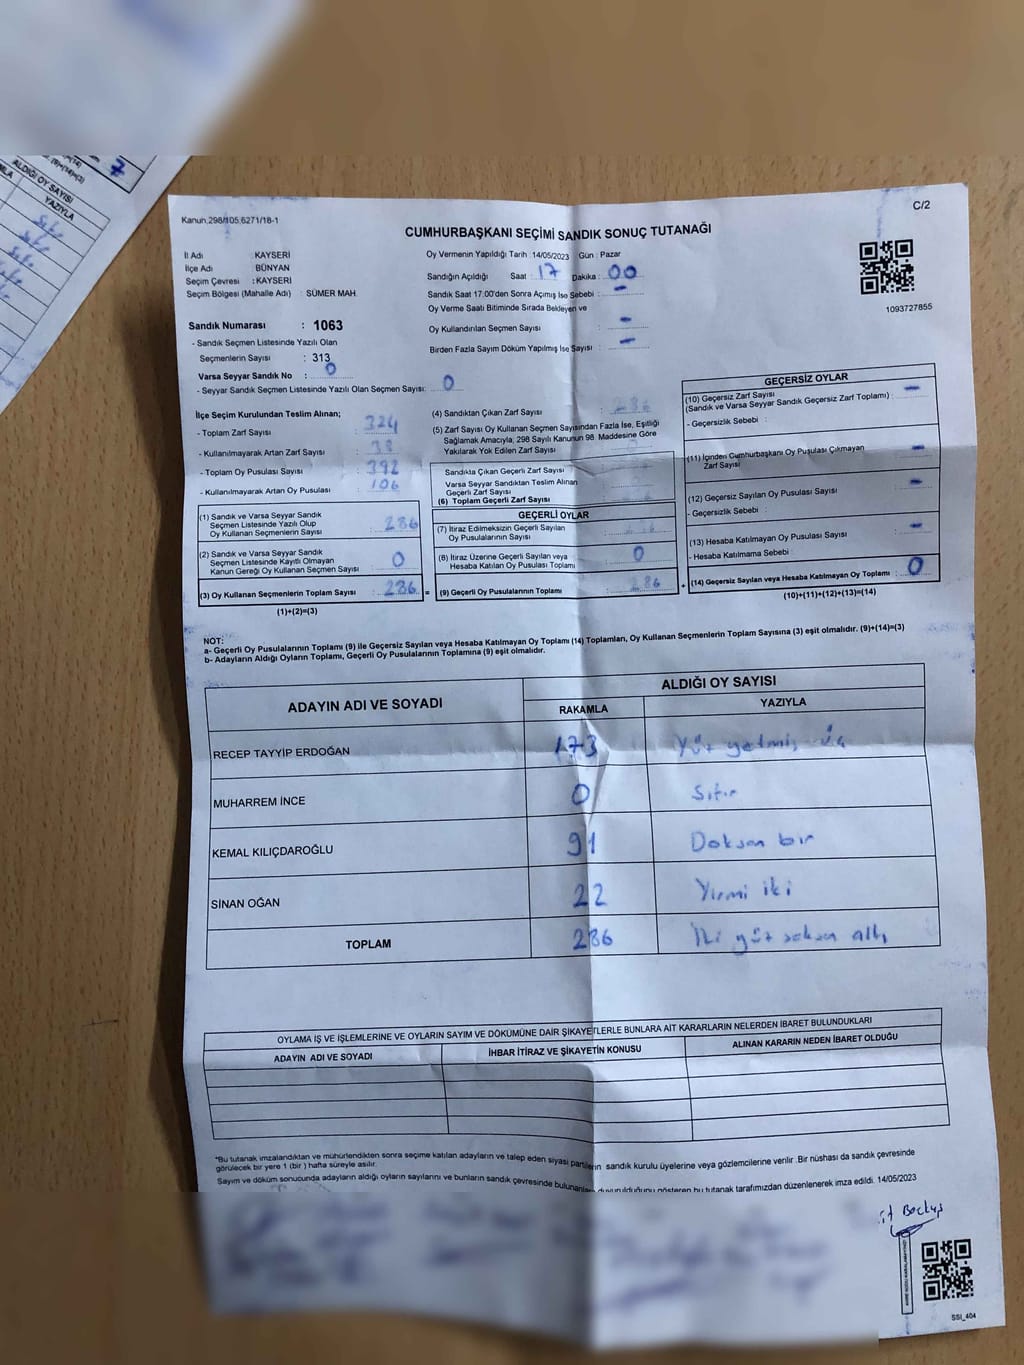 7
ALDIĞI OY SAYISI
YAZIYLA
Kanun.298/105.6271/18-1
C/2
CUMHURBAŞKANI SEÇİMİ SANDIK SONUÇ TUTANAĞI
İl Adı : KAYSERİ
İlçe Adı : BÜNYAN
Seçim Çevresi : KAYSERİ
Seçim Bölgesi (Mahalle Adı) : SÜMER MAH.
Oy Vermenin Yapıldığı Tarih : 14/05/2023 Gün : Pazar
Sandığın Açıldığı Saat : 17 Dakika : 00
Sandık Saat 17:00'den Sonra Açımış İse Sebebi : -
Oy Verme Saati Bitiminde Sırada Bekleyen ve
Oy Kullandırılan Seçmen Sayısı : -
Birden Fazla Sayım Döküm Yapılmış İse Sayısı : -
1093727855
Sandık Numarası : 1063
- Sandık Seçmen Listesinde Yazılı Olan
Seçmenlerin Sayısı : 313
Varsa Seyyar Sandık No : 0
- Seyyar Sandık Seçmen Listesinde Yazılı Olan Seçmen Sayısı: 0
İlçe Seçim Kurulundan Teslim Alınan;
- Toplam Zarf Sayısı : 324
- Kullanılmayarak Artan Zarf Sayısı : 38
- Toplam Oy Pusulası Sayısı : 392
- Kullanılmayarak Artan Oy Pusulası : 106
(1) Sandık ve Varsa Seyyar Sandık
Seçmen Listesinde Yazılı Olup
Oy Kullanan Seçmenlerin Sayısı : 286
(2) Sandık ve Varsa Seyyar Sandık
Seçmen Listesinde Kayıtlı Olmayan
Kanun Gereği Oy Kullanan Seçmen Sayısı : 0
(3) Oy Kullanan Seçmenlerin Toplam Sayısı : 286 =
(1)+(2)=(3)
(4) Sandıktan Çıkan Zarf Sayısı : 286
(5) Zarf Sayısı Oy Kullanan Seçmen Sayısından Fazla İse, Eşitliği
Sağlamak Amacıyla, 298 Sayılı Kanunun 98. Maddesine Göre
Yakılarak Yok Edilen Zarf Sayısı :
Sandıkta Çıkan Geçerli Zarf Sayısı :
Varsa Seyyar Sandıktan Teslim Alınan
Geçerli Zarf Sayısı :
(6) Toplam Geçerli Zarf Sayısı :
GEÇERLİ OYLAR
(7) İtiraz Edilmeksizin Geçerli Sayılan
Oy Pusulalarının Sayısı :
(8) İtiraz Üzerine Geçerli Sayılan veya
Hesaba Katılan Oy Pusulası Toplamı : 0
(9) Geçerli Oy Pusulalarının Toplamı : 286 +
GEÇERSİZ OYLAR
(10) Geçersiz Zarf Sayısı : -
(Sandık ve Varsa Seyyar Sandık Geçersiz Zarf Toplamı) :
- Geçersizlik Sebebi :
(11) İçinden Cumhurbaşkanı Oy Pusulası Çıkmayan
Zarf Sayısı : -
(12) Geçersiz Sayılan Oy Pusulası Sayısı : -
- Geçersizlik Sebebi :
(13) Hesaba Katılmayan Oy Pusulası Sayısı : -
- Hesaba Katılmama Sebebi :
(14) Geçersiz Sayılan veya Hesaba Katılmayan Oy Toplamı : 0
(10)+(11)+(12)+(13)=(14)
NOT:
a- Geçerli Oy Pusulalarının Toplamı (9) ile Geçersiz Sayılan veya Hesaba Katılmayan Oy Toplamı (14) Toplamları, Oy Kullanan Seçmenlerin Toplam Sayısına (3) eşit olmalıdır. (9)+(14)=(3)
b- Adayların Aldığı Oyların Toplamı, Geçerli Oy Pusulalarının Toplamına (9) eşit olmalıdır.
ADAYIN ADI VE SOYADI ALDIĞI OY SAYISI
RAKAMLA YAZIYLA
RECEP TAYYİP ERDOĞAN 173 Yüz yetmiş üç
MUHARREM İNCE 0 Sıfır
KEMAL KILIÇDAROĞLU 91 Doksan bir
SİNAN OĞAN 22 Yirmi iki
TOPLAM 286 İki yüz seksen altı
OYLAMA İŞ VE İŞLEMLERİNE VE OYLARIN SAYIM VE DÖKÜMÜNE DAİR ŞİKAYETLERLE BUNLARA AİT KARARLARIN NELERDEN İBARET BULUNDUKLARI
ADAYIN ADI VE SOYADI İHBAR İTİRAZ VE ŞİKAYETİN KONUSU ALINAN KARARIN NEDEN İBARET OLDUĞU
*Bu tutanak imzalandıktan ve mühürlendikten sonra seçime katılan adayların ve talep eden siyasi partilerin sandık kurulu üyelerine veya gözlemcilerine verilir. Bir nüshası da sandık çevresinde
görülecek bir yere 1 (bir) hafta süreyle asılır.
Sayım ve döküm sonucunda adayların aldığı oyların sayılarını ve bunların sandık çevresinde bulunanlara duyurulduğunu gösteren bu tutanak tarafımızdan düzenlenerek imza edildi. 14/05/2023
SSI_404